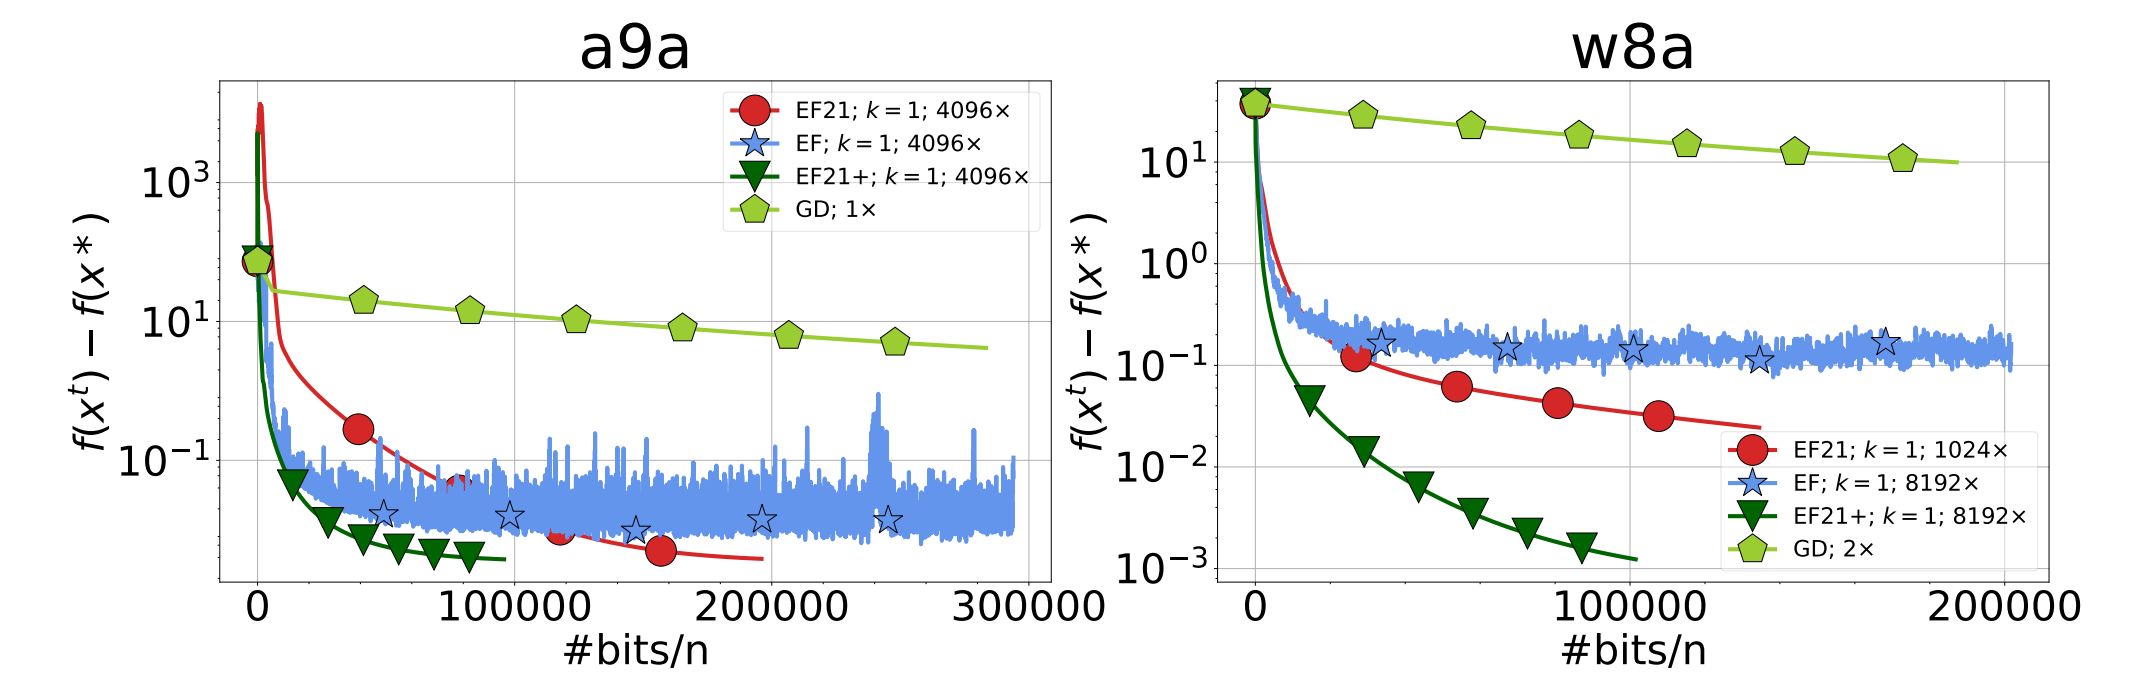 a9a
f(x^t) − f(x*)
10^3
10^1
10^−1
EF21; k = 1; 4096×
EF; k = 1; 4096×
EF21+; k = 1; 4096×
GD; 1×
0 100000 200000 300000
#bits/n
w8a
f(x^t) − f(x*)
10^1
10^0
10^−1
10^−2
10^−3
EF21; k = 1; 1024×
EF; k = 1; 8192×
EF21+; k = 1; 8192×
GD; 2×
0 100000 200000
#bits/n